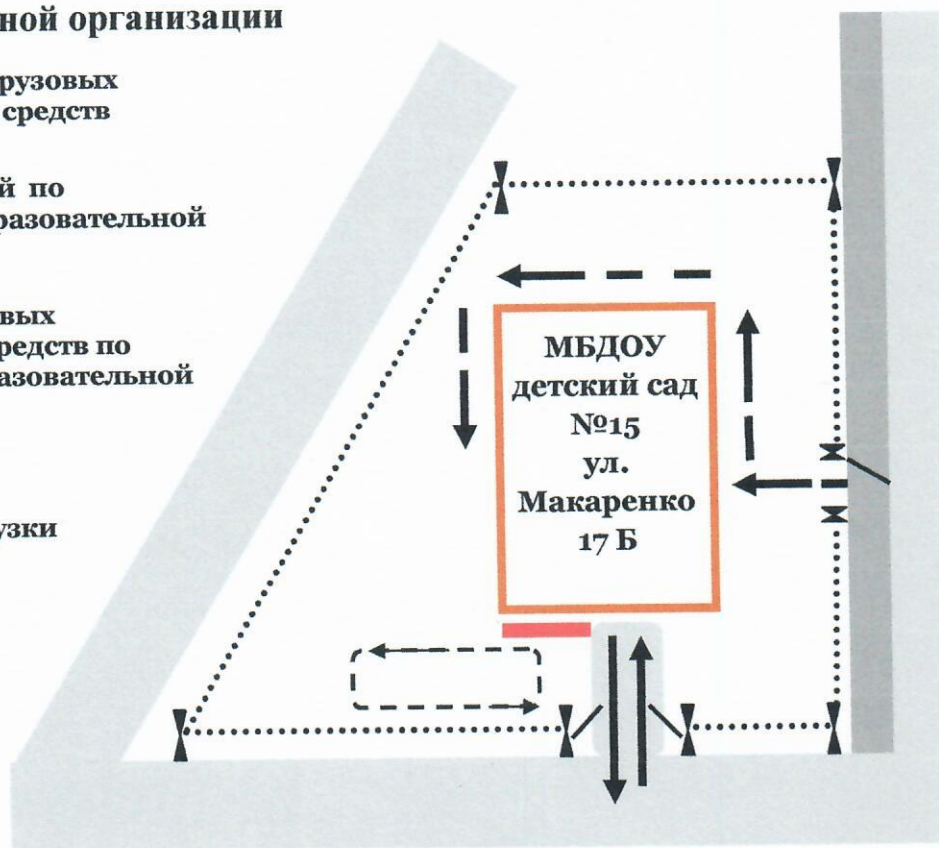 ной организации
рузовых
средств
й по
разовательной
вых
редств по
азовательной
узки
МБДОУ
детский сад
№15
ул.
Макаренко
17 Б